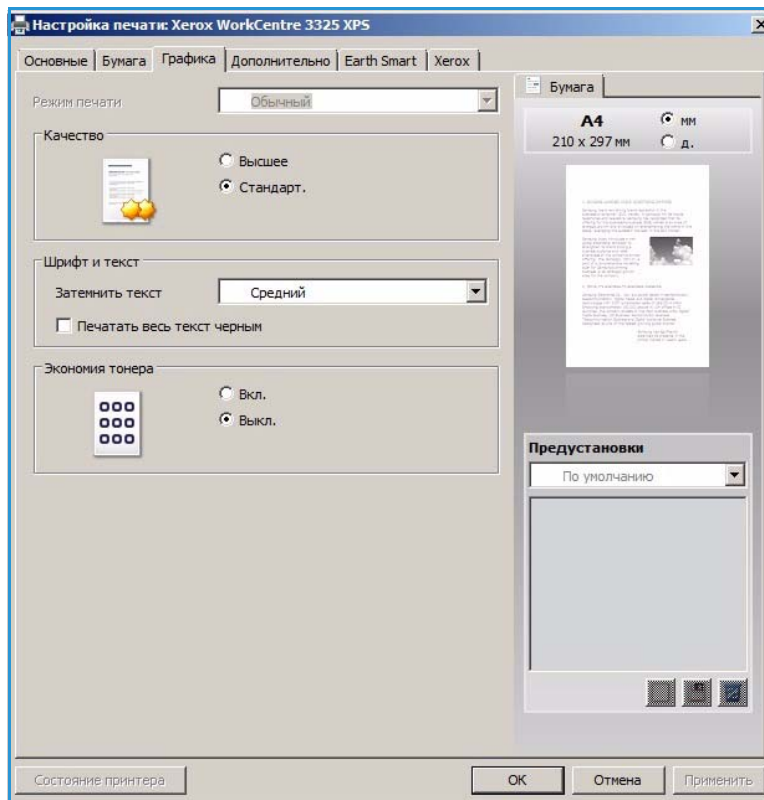 Настройка печати: Xerox WorkCentre 3325 XPS
Основные Бумага Графика Дополнительно Earth Smart Xerox
Режим печати Обычный
Качество
Высшее
Стандарт.
Шрифт и текст
Затемнить текст Средний
Печатать весь текст черным
Экономия тонера
Вкл.
Выкл.
Бумага
A4
210 x 297 мм
мм
д.
Предустановки
По умолчанию
Состояние принтера
ОК Отмена Применить